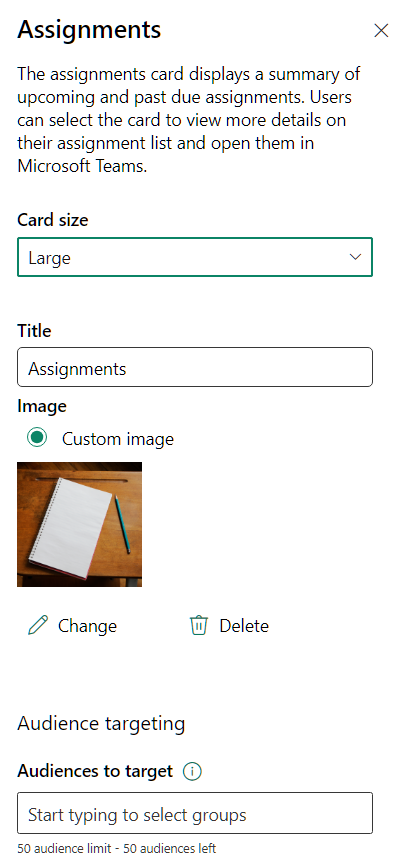 Assignments
The assignments card displays a summary of
upcoming and past due assignments. Users
can select the card to view more details on
their assignment list and open them in
Microsoft Teams.
Card size
Large
Title
Assignments
Image
Custom image
Change Delete
Audience targeting
Audiences to target
Start typing to select groups
50 audience limit - 50 audiences left